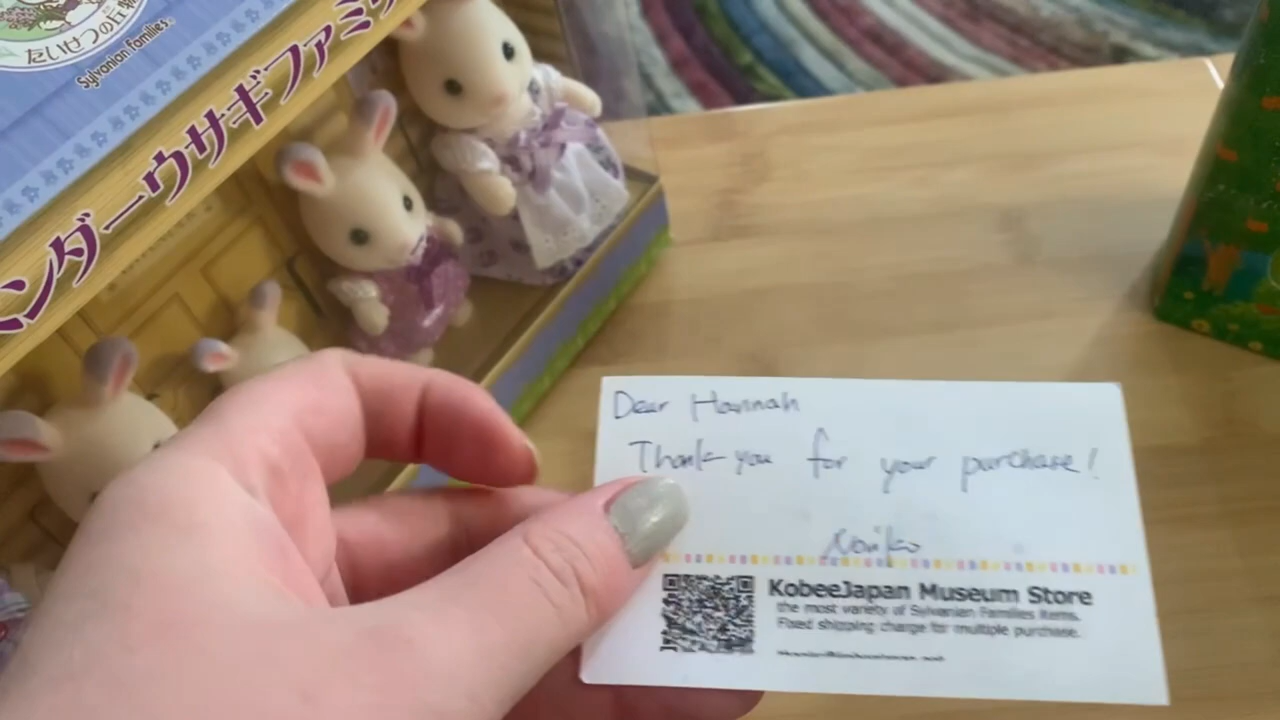 たいせつの丘
Sylvanian Families®
ンダーウサギファミ
Dear Hannah
Thank you for your purchase!
Noriko
KobeeJapan Museum Store
the most variety of Sylvanian Families items.
Fixed shipping charge for multiple purchase.